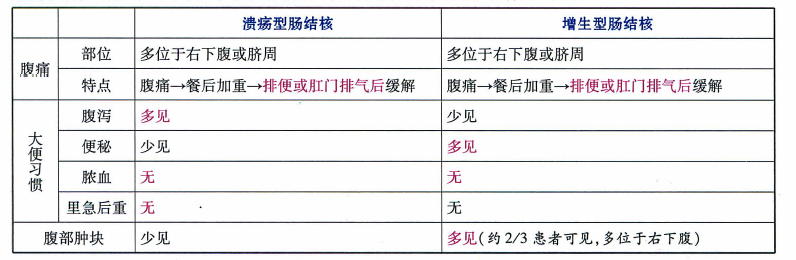 溃疡型肠结核 增生型肠结核
腹痛 部位 多位于右下腹或脐周 多位于右下腹或脐周
特点 腹痛→餐后加重→排便或肛门排气后缓解 腹痛→餐后加重→排便或肛门排气后缓解
大便习惯 腹泻 多见 少见
便秘 少见 多见
脓血 无 无
里急后重 无 无
腹部肿块 少见 多见(约2/3患者可见,多位于右下腹)